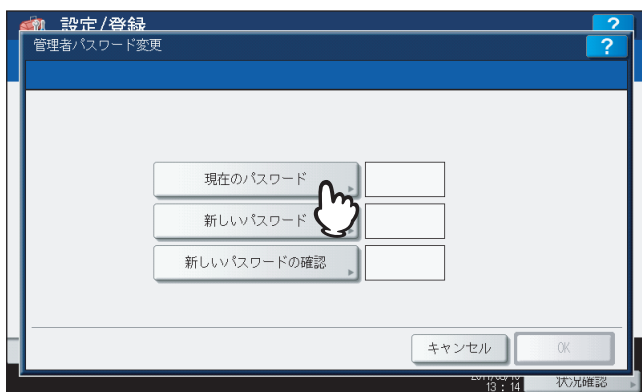 設定/登録
?
管理者パスワード変更
?
現在のパスワード
新しいパスワード
新しいパスワードの確認
キャンセル
OK
13:14
状況確認